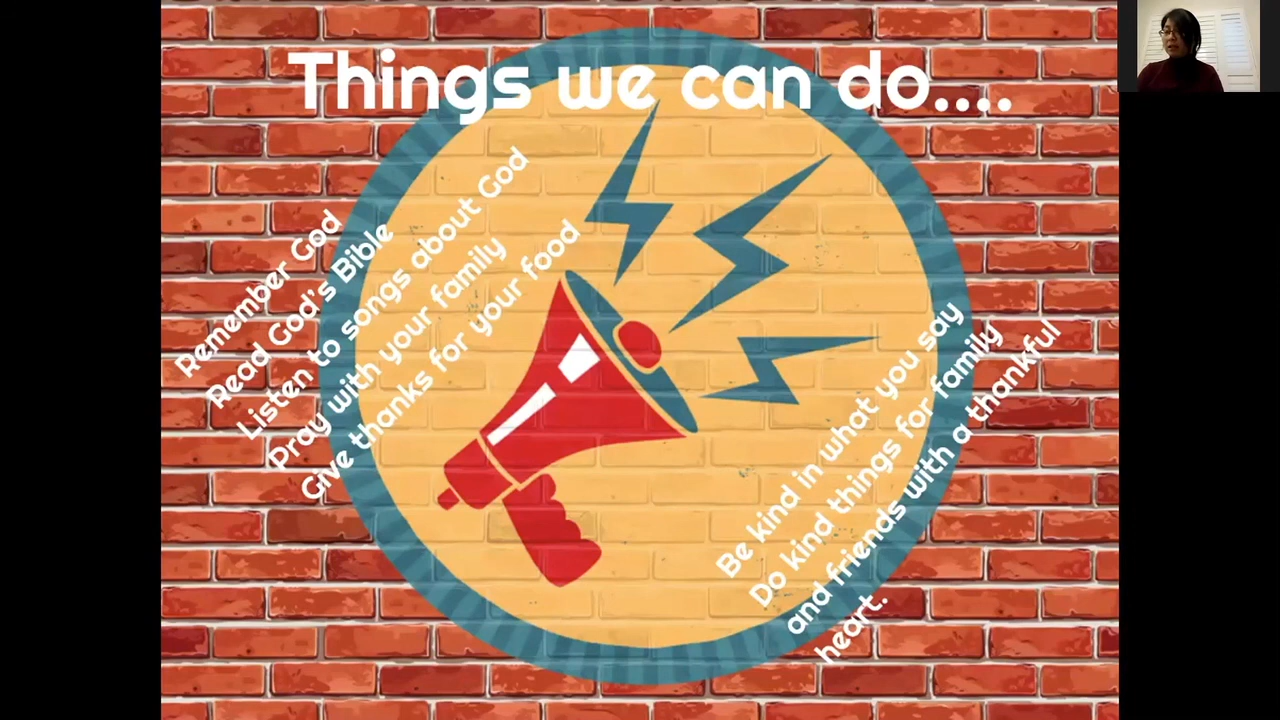 Things we can do....
Remember God
Read God's Bible
Listen to songs about God
Pray with your family
Give thanks for your food
Be kind in what you say
Do kind things for family
and friends with a thankful
heart.